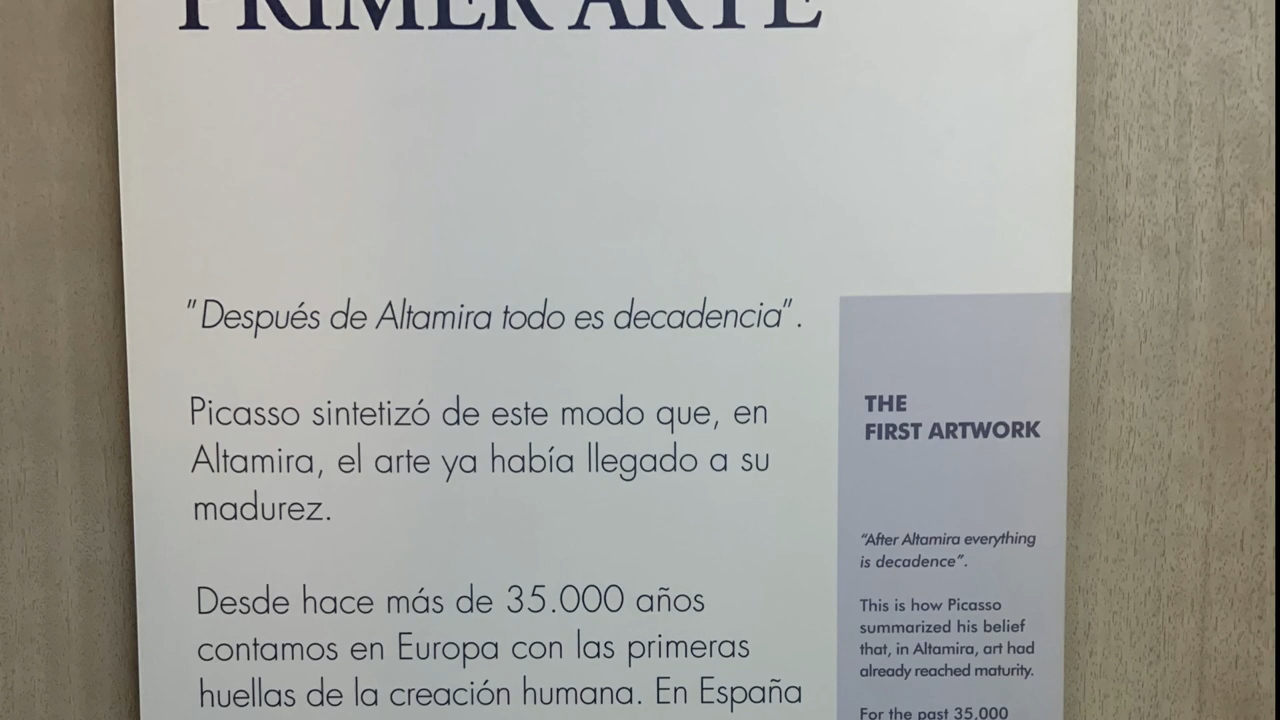 PRIMER ARTE
"Después de Altamira todo es decadencia".
Picasso sintetizó de este modo que, en
Altamira, el arte ya había llegado a su
madurez.
Desde hace más de 35.000 años
contamos en Europa con las primeras
huellas de la creación humana. En España
THE
FIRST ARTWORK
“After Altamira everything
is decadence”.
This is how Picasso
summarized his belief
that, in Altamira, art had
already reached maturity.
For the past 35,000